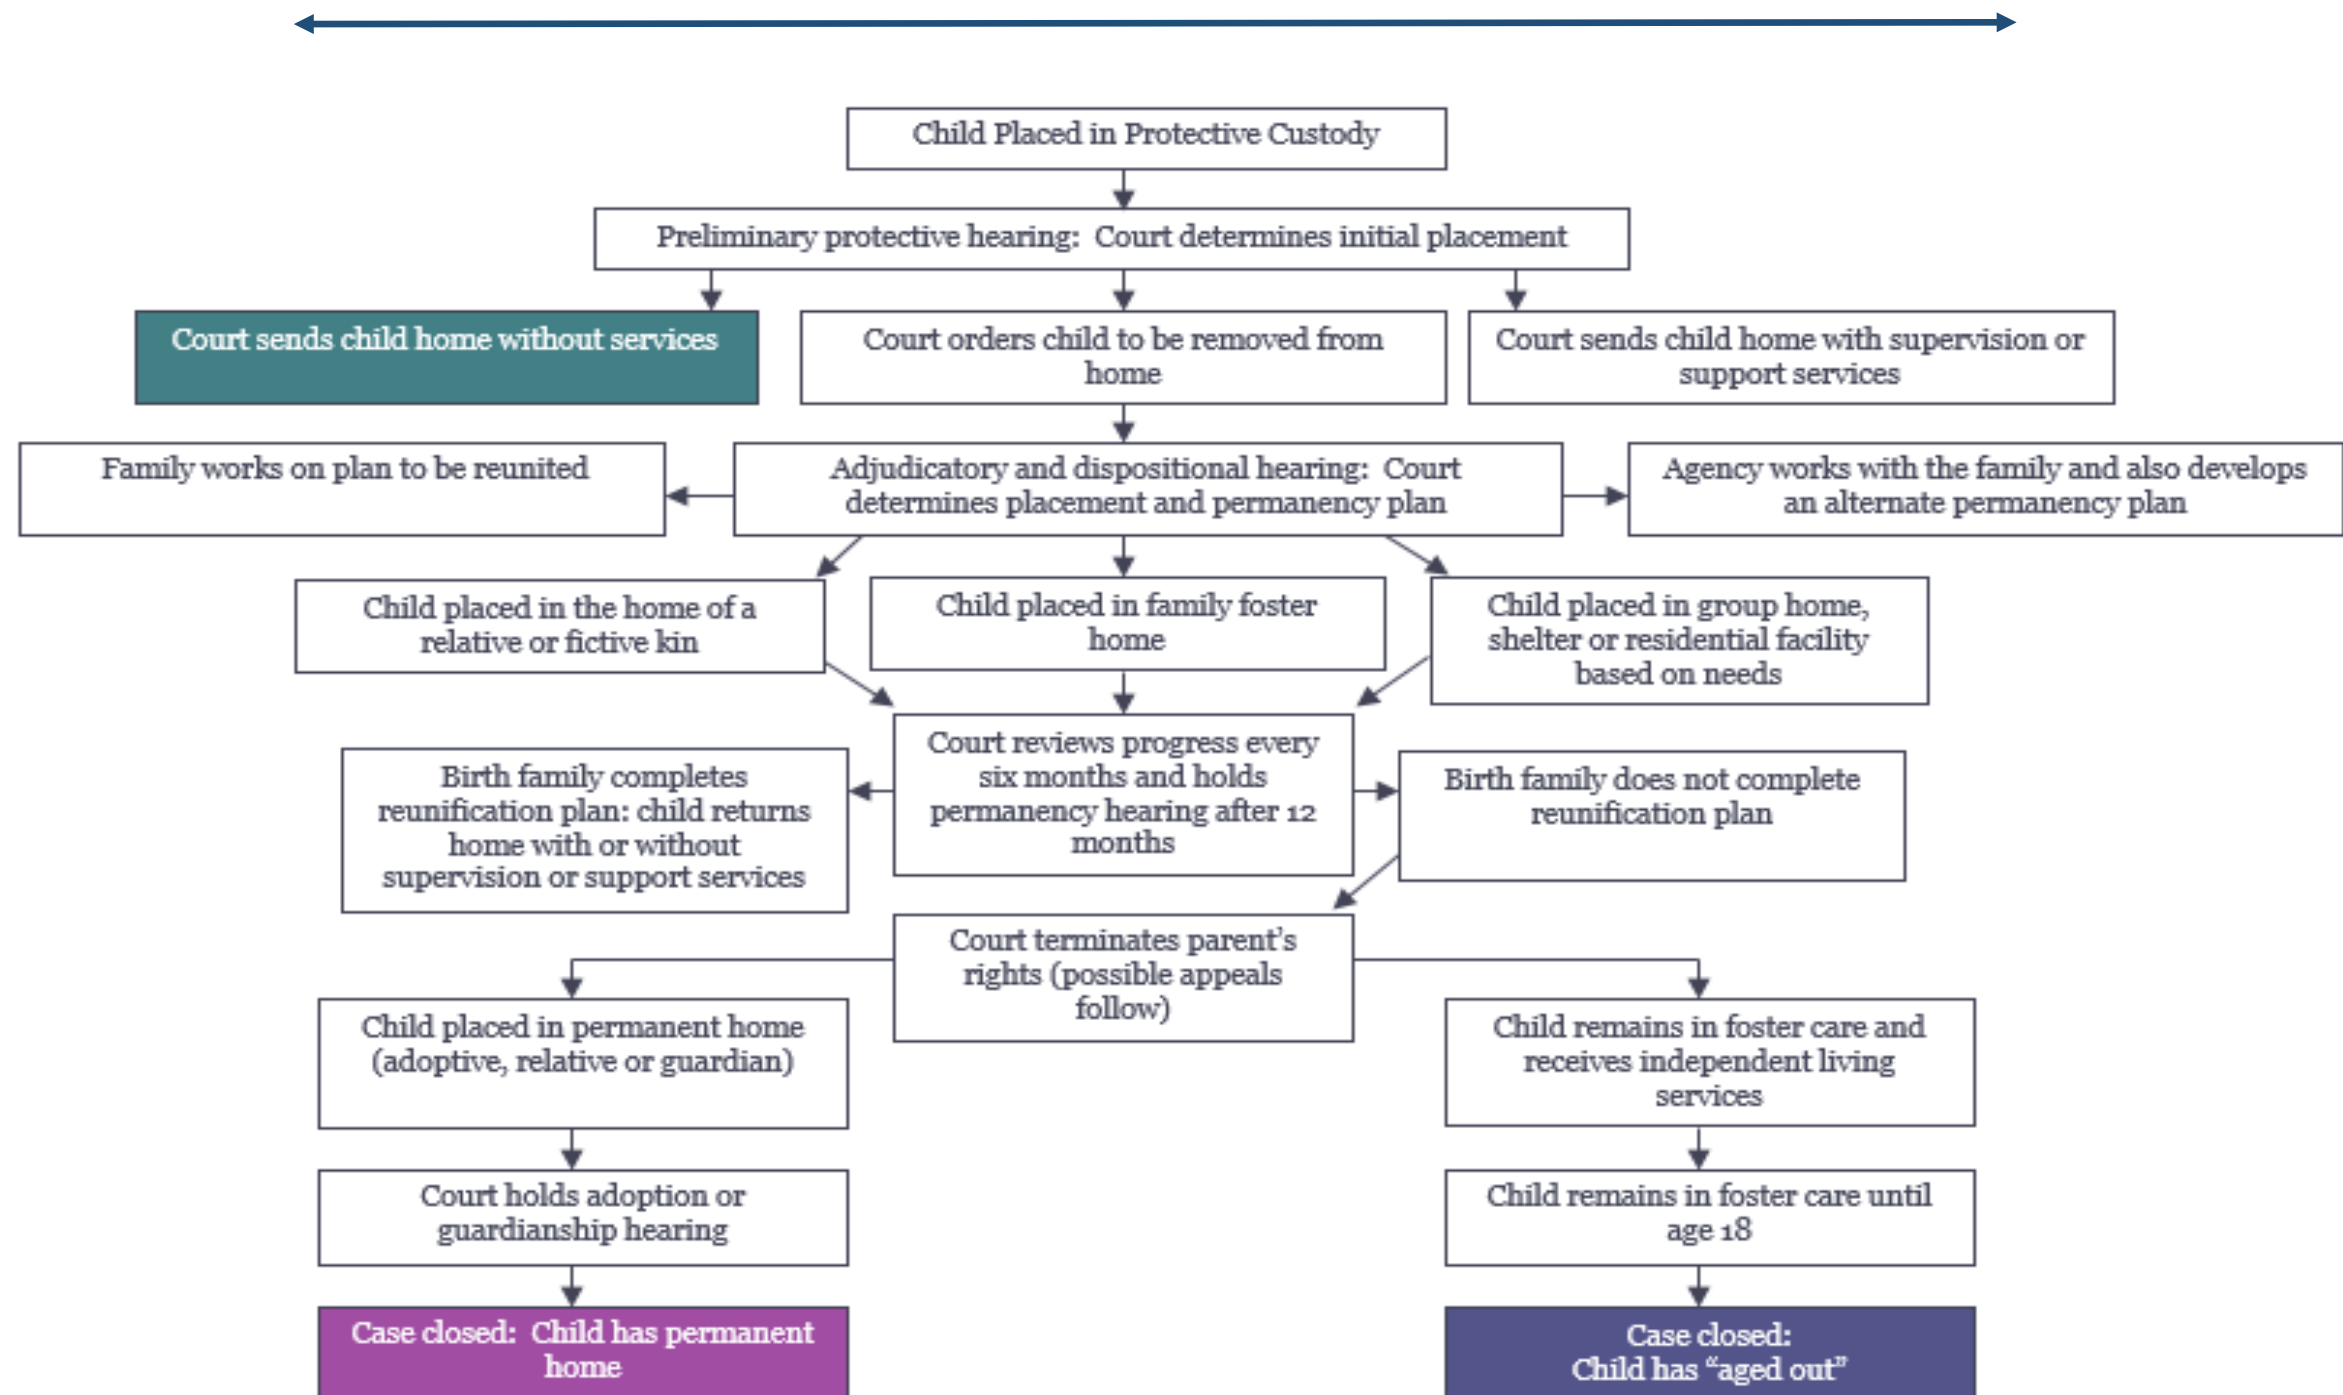 Child Placed in Protective Custody
Preliminary protective hearing:  Court determines initial placement
Court sends child home without services
Court orders child to be removed from
home
Court sends child home with supervision or
support services
Family works on plan to be reunited
Adjudicatory and dispositional hearing:  Court
determines placement and permanency plan
Agency works with the family and also develops
an alternate permanency plan
Child placed in the home of a
relative or fictive kin
Child placed in family foster
home
Child placed in group home,
shelter or residential facility
based on needs
Birth family completes
reunification plan: child returns
home with or without
supervision or support services
Court reviews progress every
six months and holds
permanency hearing after 12
months
Birth family does not complete
reunification plan
Court terminates parent’s
rights (possible appeals
follow)
Child placed in permanent home
(adoptive, relative or guardian)
Child remains in foster care and
receives independent living
services
Court holds adoption or
guardianship hearing
Child remains in foster care until
age 18
Case closed:  Child has permanent
home
Case closed:
Child has “aged out”